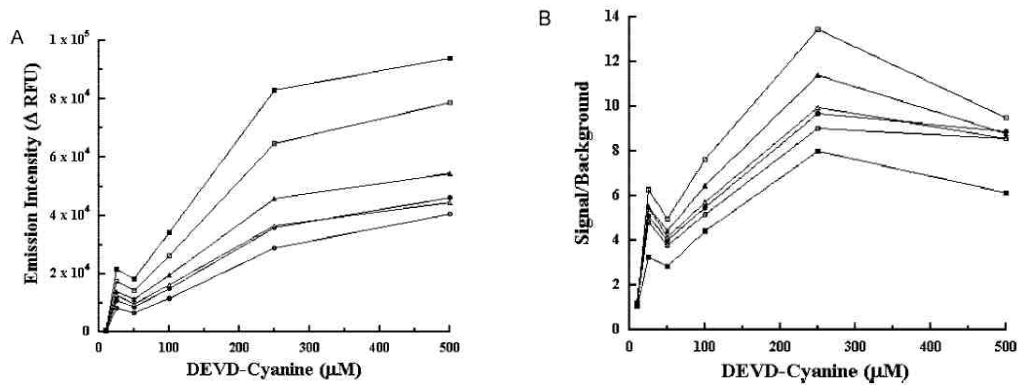 A
Emission Intensity (Δ RFU)
1 x 10⁵
8 x 10⁴
6 x 10⁴
4 x 10⁴
2 x 10⁴
0
0 100 200 300 400 500
DEVD-Cyanine (μM)
B
Signal/Background
14
12
10
8
6
4
2
0
0 100 200 300 400 500
DEVD-Cyanine (μM)